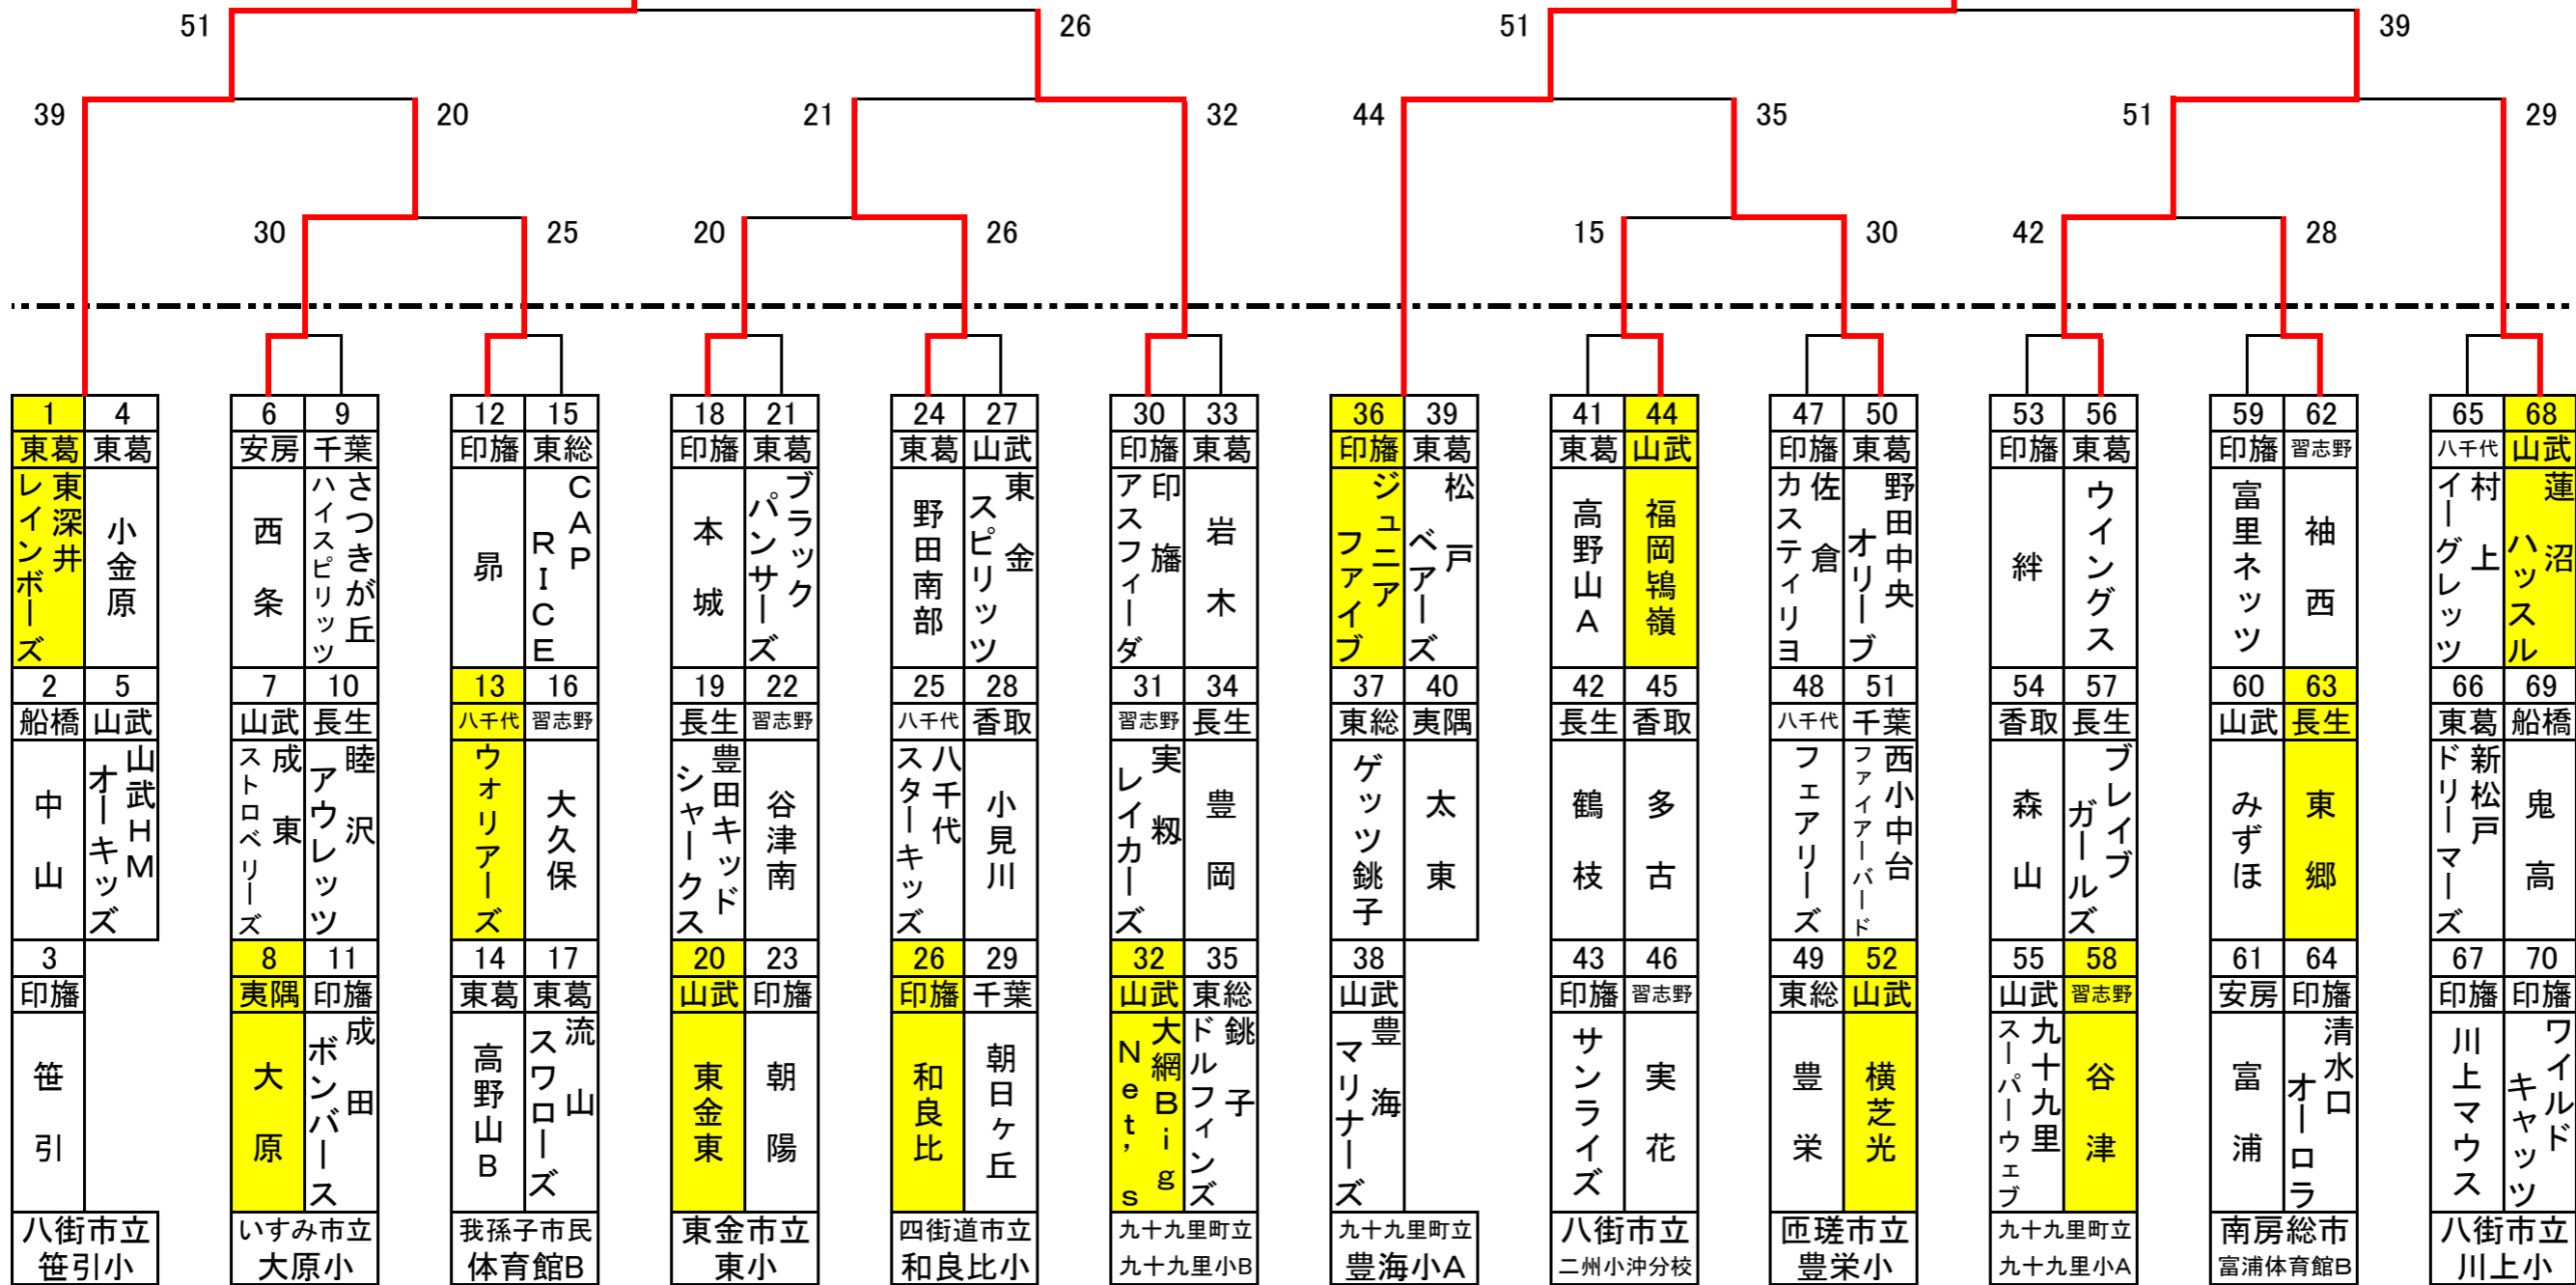 51 26 51 39
39 20 21 32 44 35 51 29
30 25 20 26 15 30 42 28
1 4 6 9 12 15 18 21 24 27 30 33 36 39 41 44 47 50 53 56 59 62 65 68
東葛 東葛 安房 千葉 印旛 東総 印旛 東葛 東葛 山武 印旛 東葛 印旛 東葛 東葛 山武 印旛 東葛 印旛 東葛 印旛 習志野 八千代 山武
東深井レインボーズ
小金原
西条
さつきが丘ハイスピリッツ
昴
CAP RICE
本城
ブラックパンサーズ
野田南部
東金スピリッツ
印旛アスフィーダ
岩木
ジュニアファイブ
松戸ベアーズ
高野山A
福岡鴇嶺
佐倉カスティリヨ
野田中央オリーブ
絆
ウイングス
富里ネッツ
袖西
村上イーグレッツ
蓮沼ハッスル
2 5 7 10 13 16 19 22 25 28 31 34 37 40 42 45 48 51 54 57 60 63 66 69
船橋 山武 山武 長生 八千代 習志野 長生 習志野 八千代 香取 習志野 長生 東総 夷隅 長生 香取 八千代 千葉 香取 長生 山武 長生 東葛 船橋
中山
山武HMオーキッズ
成東ストロベリーズ
睦沢アウレッツ
ウォリアーズ
大久保
豊田キッドシャークス
谷津南
八千代スターキッズ
小見川
実籾レイカーズ
豊岡
ゲッツ銚子
太東
鶴枝
多古
フェアリーズ
西小中台ファイアーバード
森山
ブレイブガールズ
みずほ
東郷
新松戸ドリーマーズ
鬼高
3 8 11 14 17 20 23 26 29 32 35 38 43 46 49 52 55 58 61 64 67 70
印旛 夷隅 印旛 東葛 東葛 山武 印旛 印旛 千葉 山武 東総 山武 印旛 習志野 東総 山武 山武 習志野 安房 印旛 印旛 印旛
笹引
大原
成田ボンバース
高野山B
流山スワローズ
東金東
朝陽
和良比
朝日ヶ丘
大網Big Net's
銚子ドルフィンズ
豊海マリナーズ
サンライズ
実花
豊栄
横芝光
九十九里スーパーウェブ
谷津
富浦
清水口オーロラ
川上マウス
ワイルドキャッツ
八街市立 いすみ市立 我孫子市民 東金市立 四街道市立 九十九里町立 九十九里町立 八街市立 匝瑳市立 九十九里町立 南房総市 八街市立
笹引小 大原小 体育館B 東小 和良比小 九十九里小B 豊海小A 二州小沖分校 豊栄小 九十九里小A 富浦体育館B 川上小